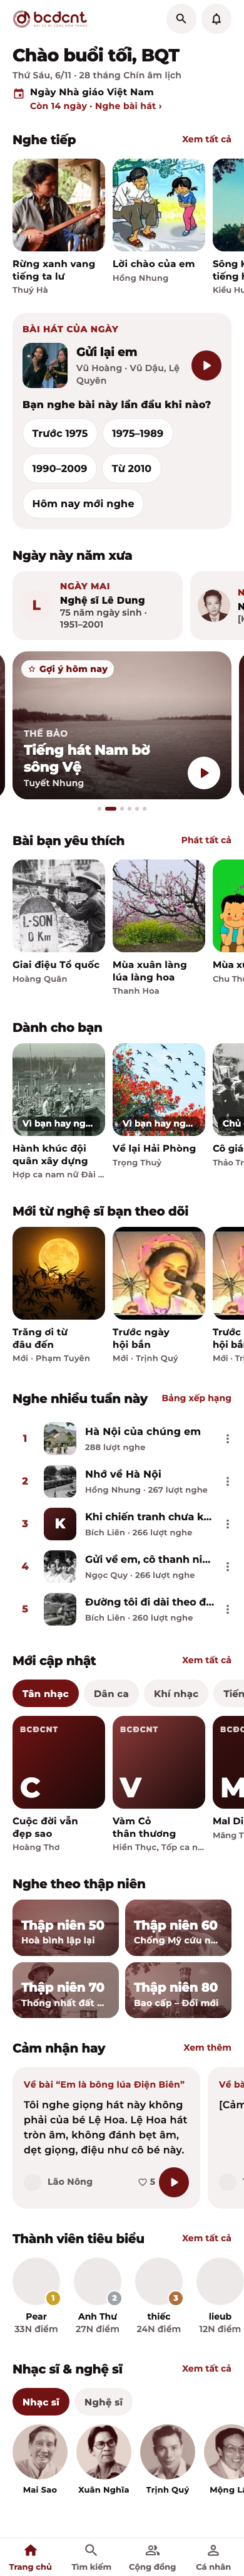 bcdcnt
Chào buổi tối, BQT
Thứ Sáu, 6/11 · 28 tháng Chín âm lịch
Ngày Nhà giáo Việt Nam
Còn 14 ngày · Nghe bài hát ›
Nghe tiếp
Xem tất cả
Rừng xanh vang
tiếng ta lư
Thuý Hà
Lời chào của em
Hồng Nhung
Sông
tiếng h
Kiều Hu
BÀI HÁT CỦA NGÀY
Gửi lại em
Vũ Hoàng · Vũ Dậu, Lệ
Quyên
Bạn nghe bài này lần đầu khi nào?
Trước 1975
1975–1989
1990–2009
Từ 2010
Hôm nay mới nghe
Ngày này năm xưa
L
NGÀY MAI
Nghệ sĩ Lê Dung
75 năm ngày sinh ·
1951–2001
Gợi ý hôm nay
THẾ BẢO
Tiếng hát Nam bờ
sông Vệ
Tuyết Nhung
Bài bạn yêu thích
Phát tất cả
L-SON
0 Km
Giai điệu Tổ quốc
Hoàng Quân
Mùa xuân làng
lúa làng hoa
Thanh Hoa
Mùa x
Chu Thu
Dành cho bạn
Vì bạn hay ng...
Hành khúc đội
quân xây dựng
Hợp ca nam nữ Đài ...
Vì bạn hay ng...
Về lại Hải Phòng
Trọng Thuỷ
Chủ
Cô giá
Thảo Tr
Mới từ nghệ sĩ bạn theo dõi
Trăng ơi từ
đâu đến
Mới · Phạm Tuyên
Trước ngày
hội bắn
Mới · Trịnh Quý
Trước
hội bắ
Mới · Trị
Nghe nhiều tuần này
Bảng xếp hạng
1
Hà Nội của chúng em
288 lượt nghe
2
Nhớ về Hà Nội
Hồng Nhung · 267 lượt nghe
3
K
Khi chiến tranh chưa k...
Bích Liên · 266 lượt nghe
4
Gửi về em, cô thanh ni...
Ngọc Quy · 266 lượt nghe
5
Đường tôi đi dài theo đ...
Bích Liên · 260 lượt nghe
Mới cập nhật
Xem tất cả
Tân nhạc
Dân ca
Khí nhạc
Tiến
BCĐCNT
C
Cuộc đời vẫn
đẹp sao
Hoàng Thơ
BCĐCNT
V
Vàm Cỏ
thân thương
Hiền Thục, Tốp ca n...
BCĐC
M
Mal Di
Măng T
Nghe theo thập niên
Thập niên 50
Hoà bình lập lại
Thập niên 60
Chống Mỹ cứu n...
Thập niên 70
Thống nhất đất ...
Thập niên 80
Bao cấp – Đổi mới
Cảm nhận hay
Xem thêm
Về bài “Em là bông lúa Điện Biên”
Tôi nghe giọng hát này không
phải của bé Lệ Hoa. Lệ Hoa hát
tròn âm, không đánh bẹt âm,
dẹt giọng, điệu như cô bé này.
Lão Nông
5
Về bà
[Cảm
Thành viên tiêu biểu
Xem tất cả
1
Pear
33N điểm
2
Anh Thư
27N điểm
3
thiếc
24N điểm
lieub
12N điểm
Nhạc sĩ & nghệ sĩ
Xem tất cả
Nhạc sĩ
Nghệ sĩ
Mai Sao
Xuân Nghĩa
Trịnh Quý
Mộng Lâ
Trang chủ
Tìm kiếm
Cộng đồng
Cá nhân